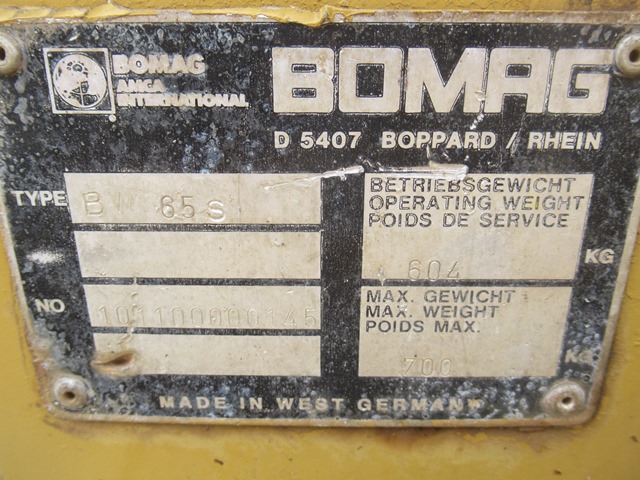 BOMAG
AMCA
INTERNATIONAL
BOMAG
D 5407 BOPPARD / RHEIN
TYPE BW 65 S
BETRIEBSGEWICHT
OPERATING WEIGHT
POIDS DE SERVICE
604 KG
NO 101100000145
MAX. GEWICHT
MAX. WEIGHT
POIDS MAX.
700 KG
MADE IN WEST GERMANY